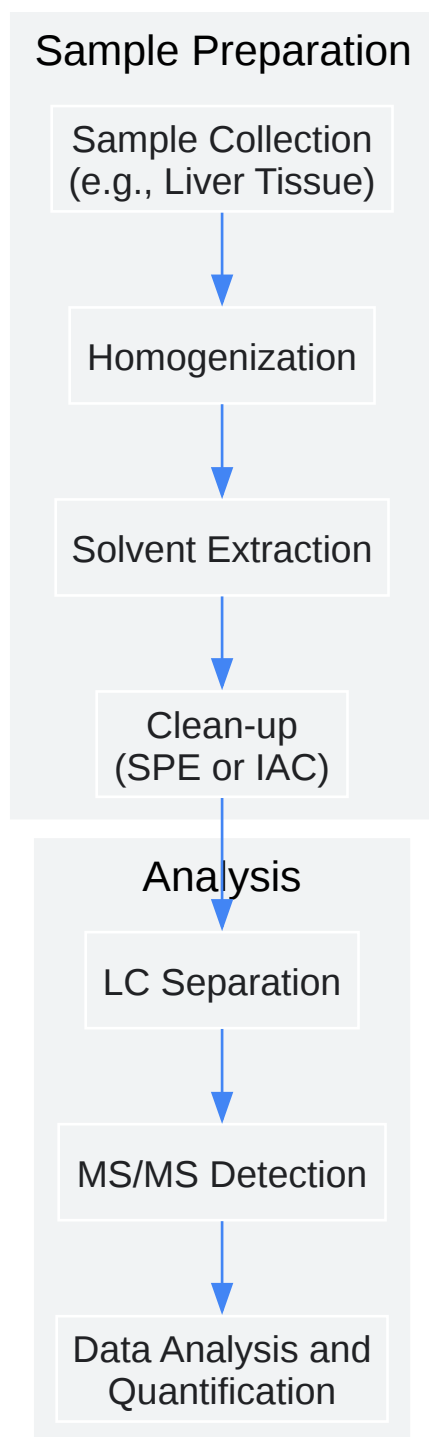 Sample Preparation
Sample Collection
(e.g., Liver Tissue)
Homogenization
Solvent Extraction
Clean-up
(SPE or IAC)
Analysis
LC Separation
MS/MS Detection
Data Analysis and
Quantification